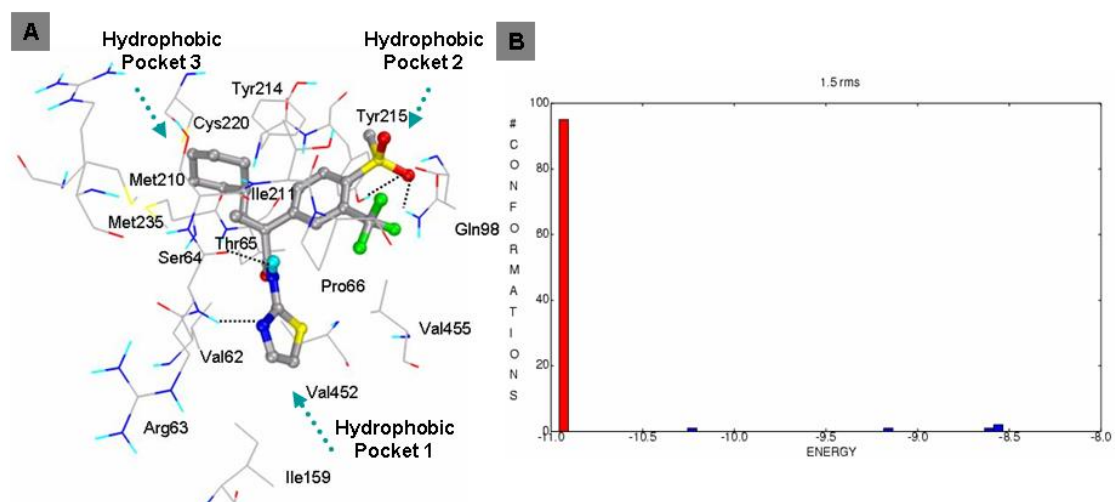 A
Hydrophobic
Pocket 3
Hydrophobic
Pocket 2
Tyr214
Tyr215
Cys220
Met210
Ile211
Met235
Gln98
Thr65
Ser64
Pro66
Val455
Val62
Val452
Arg63
Hydrophobic
Pocket 1
Ile159
B
1.5 rms
100
80
60
40
20
0
# CONFORMATIONS
-11.0
-10.5
-10.0
-9.5
-9.0
-8.5
-8.0
ENERGY